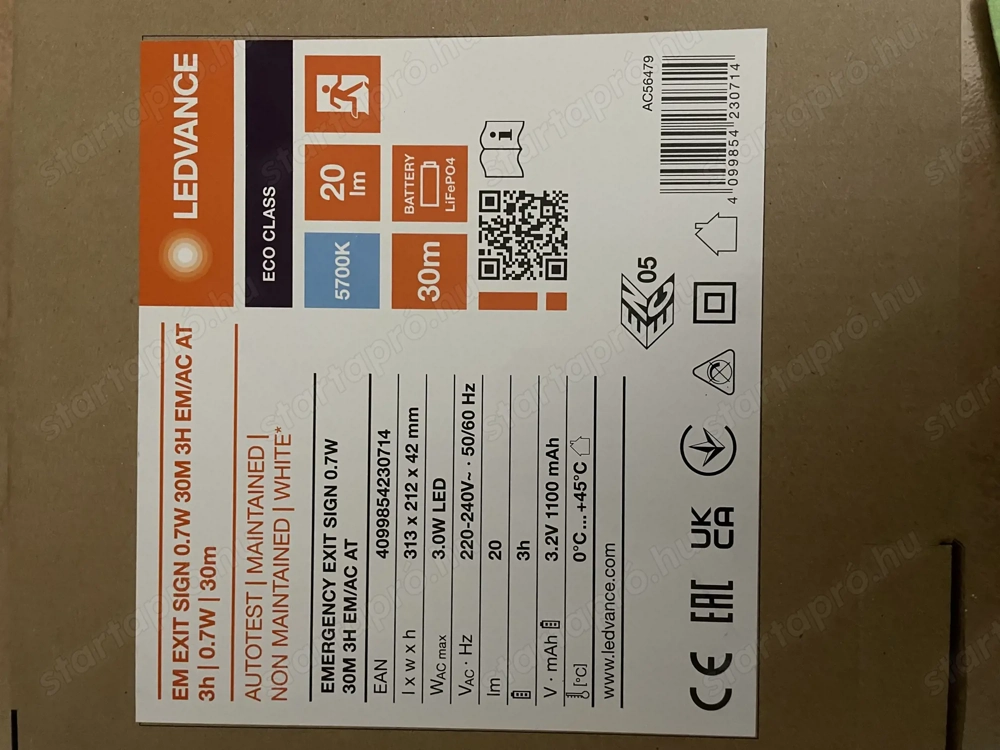 LEDVANCE
EM EXIT SIGN 0.7W 30M 3H EM/AC AT
3h | 0.7W | 30m
AUTOTEST | MAINTAINED |
NON MAINTAINED | WHITE*
ECO CLASS
5700K
20
lm
30m
BATTERY
LiFePO4
EMERGENCY EXIT SIGN 0.7W
30M 3H EM/AC AT
EAN 4099854230714
l x w x h 313 x 212 x 42 mm
WAC max 3.0W LED
VAC · Hz 220-240V~ · 50/60 Hz
lm 20
3h
V · mAh 3.2V 1100 mAh
[°C] 0°C...+45°C
www.ledvance.com
CE EAC UKCA
ENEC 05
AC56479
4 099854 230714
startapró.hu